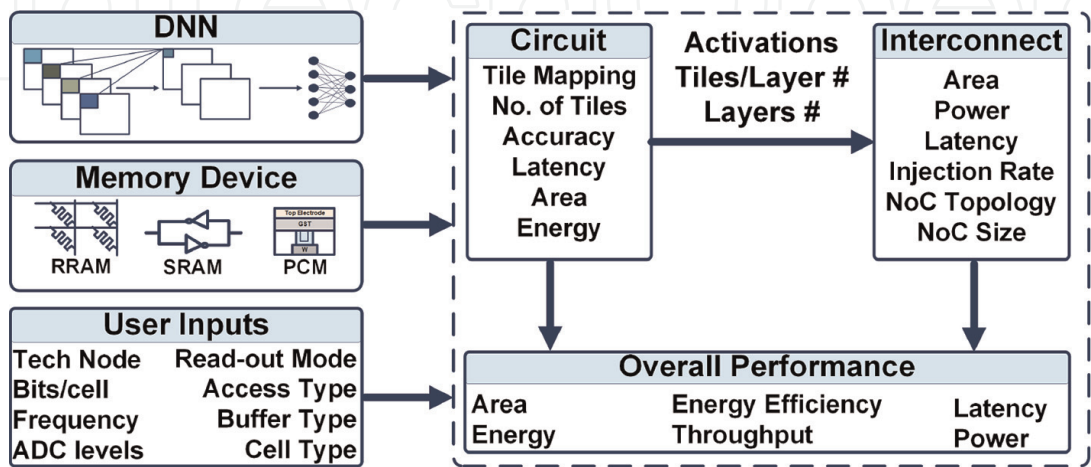 DNN
Memory Device
Top Electrode
GST
W
RRAM
SRAM
PCM
User Inputs
Tech Node
Read-out Mode
Bits/cell
Access Type
Frequency
Buffer Type
ADC levels
Cell Type
Circuit
Tile Mapping
No. of Tiles
Accuracy
Latency
Area
Energy
Activations
Tiles/Layer #
Layers #
Interconnect
Area
Power
Latency
Injection Rate
NoC Topology
NoC Size
Overall Performance
Area
Energy Efficiency
Latency
Energy
Throughput
Power